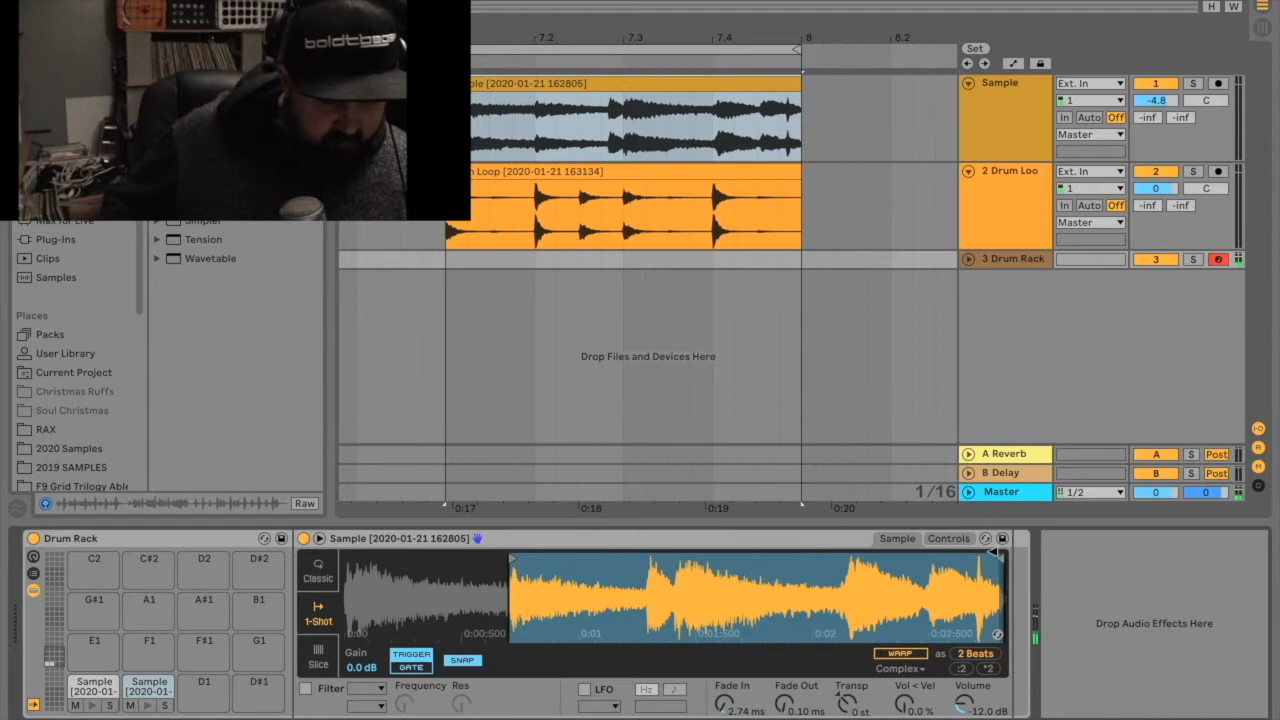 boldtbeats
H W
7.2 7.3 7.4 8 8.2
Set
ple [2020-01-21 162805]
Sample Ext. In 1 S
1 -4.8 C
In Auto Off -inf -inf
Master
m Loop [2020-01-21 163134]
2 Drum Loo Ext. In 2 S
1 0 C
In Auto Off -inf -inf
Master
3 Drum Rack 3 S
Max for Live
Simpler
Plug-Ins
Tension
Clips
Wavetable
Samples
Places
Packs
User Library
Current Project
Christmas Ruffs
Soul Christmas
RAX
2020 Samples
2019 SAMPLES
F9 Grid Trilogy Able
Raw
Drop Files and Devices Here
A Reverb A S Post
B Delay B S Post
1/16 Master 1/2 0 0
0:17 0:18 0:19 0:20
Drum Rack
C2 C#2 D2 D#2
G#1 A1 A#1 B1
E1 F1 F#1 G1
Sample [2020-01- Sample [2020-01- D1 D#1
M S M S
Sample [2020-01-21 162805] Sample Controls
Classic
1-Shot
Slice
0:00 0:00:500 0:01 0:01:500 0:02 0:02:500
Gain
0.0 dB
TRIGGER
GATE
SNAP
WARP as 2 Beats
Complex :2 *2
Filter Frequency Res
LFO Hz
Fade In Fade Out Transp Vol < Vel Volume
2.74 ms 0.10 ms 0 st 0.0 % -12.0 dB
Drop Audio Effects Here